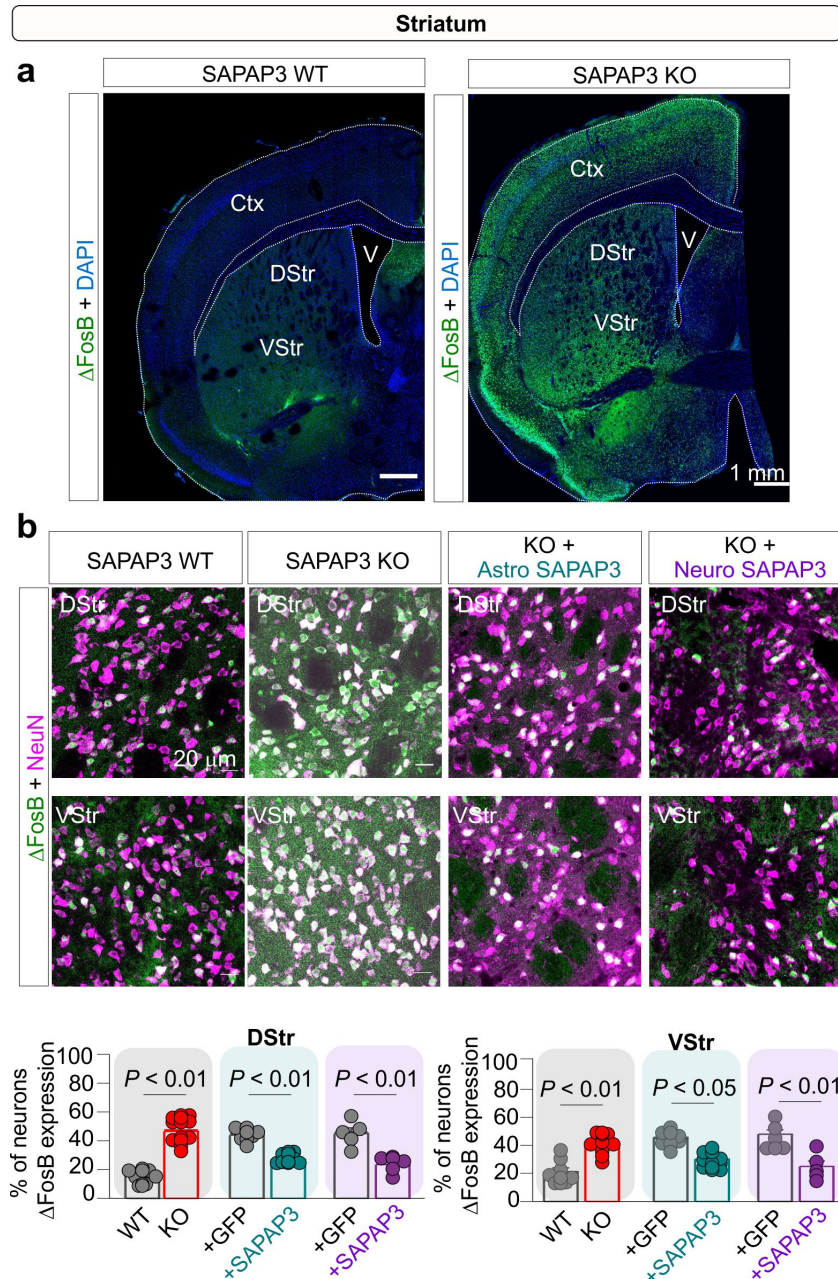 Striatum
a
SAPAP3 WT
SAPAP3 KO
ΔFosB + DAPI
Ctx
DStr
V
VStr
ΔFosB + DAPI
Ctx
DStr
V
VStr
1 mm
b
SAPAP3 WT
SAPAP3 KO
KO +
Astro SAPAP3
KO +
Neuro SAPAP3
ΔFosB + NeuN
DStr
20 μm
DStr
DStr
DStr
VStr
VStr
VStr
VStr
DStr
% of neurons
ΔFosB expression
100
80
60
40
20
P < 0.01
P < 0.01
P < 0.01
WT
KO
+GFP
+SAPAP3
+GFP
+SAPAP3
VStr
% of neurons
ΔFosB expression
100
80
60
40
20
P < 0.01
P < 0.05
P < 0.01
WT
KO
+GFP
+SAPAP3
+GFP
+SAPAP3